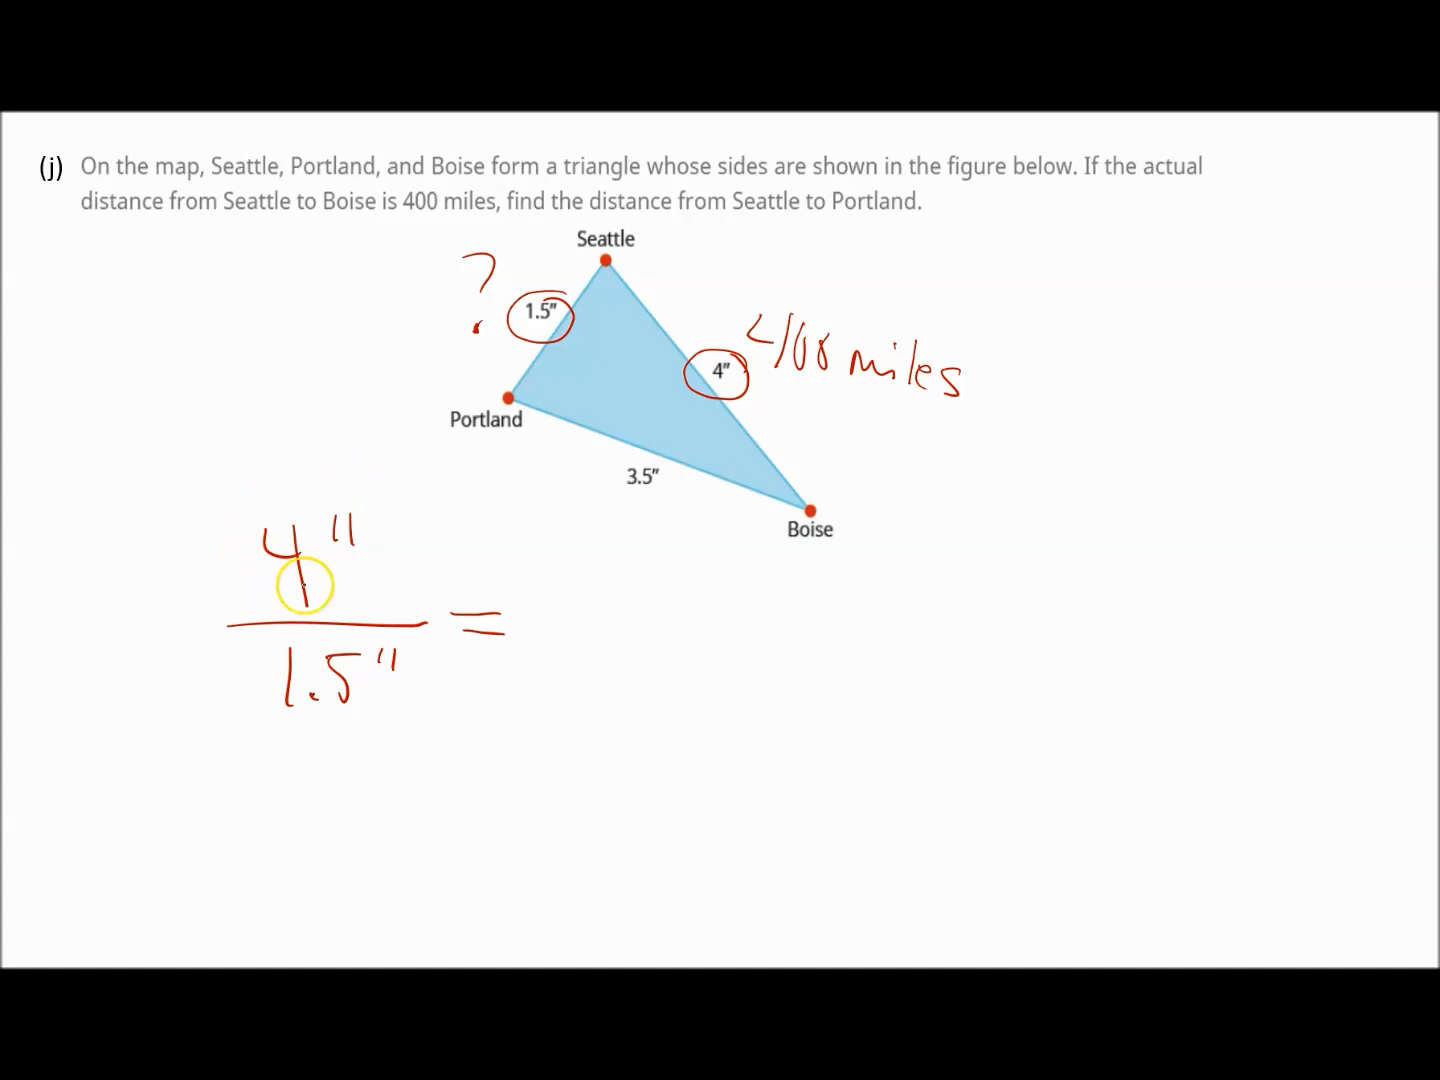 (j) On the map, Seattle, Portland, and Boise form a triangle whose sides are shown in the figure below. If the actual
distance from Seattle to Boise is 400 miles, find the distance from Seattle to Portland.
Seattle
?
1.5"
4"
400 miles
Portland
3.5"
Boise
4"
=
1.5"